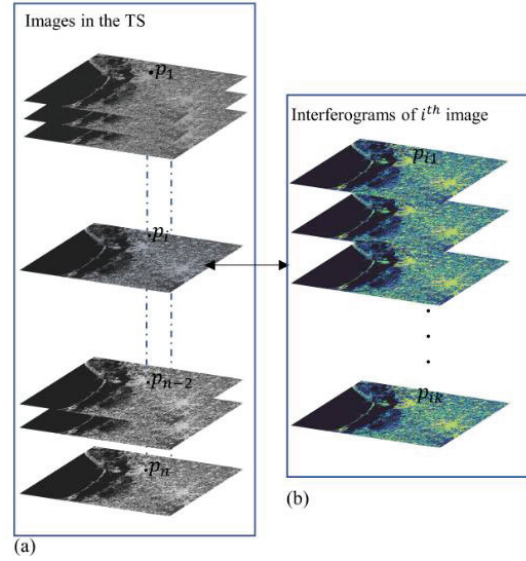 Images in the TS
p₁
pᵢ
pₙ₋₂
pₙ
(a)
Interferograms of iᵗʰ image
pᵢ₁
.
.
.
pᵢₖ
(b)